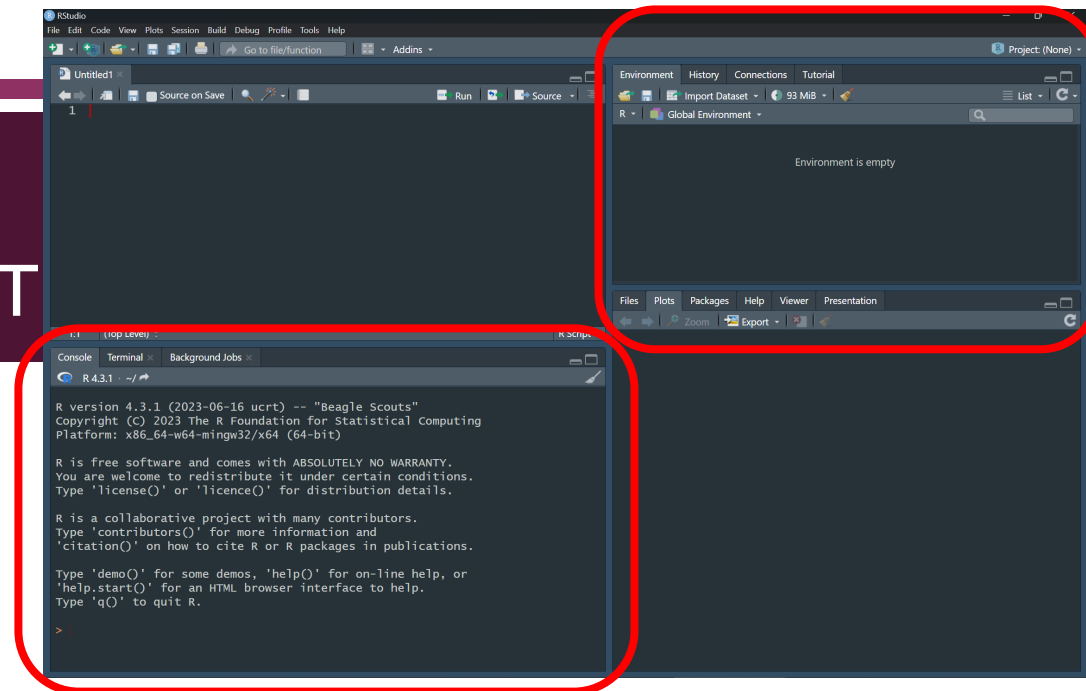 RStudio
File Edit Code View Plots Session Build Debug Profile Tools Help
Go to file/function Addins
Project: (None)
Untitled1
Source on Save Run Source
1
Environment History Connections Tutorial
Import Dataset 93 MiB List
R Global Environment
Environment is empty
T
Files Plots Packages Help Viewer Presentation
Zoom Export
1:1 (Top Level) R Script
Console Terminal Background Jobs
R 4.3.1 · ~/
R version 4.3.1 (2023-06-16 ucrt) -- "Beagle Scouts"
Copyright (C) 2023 The R Foundation for Statistical Computing
Platform: x86_64-w64-mingw32/x64 (64-bit)
R is free software and comes with ABSOLUTELY NO WARRANTY.
You are welcome to redistribute it under certain conditions.
Type 'license()' or 'licence()' for distribution details.
R is a collaborative project with many contributors.
Type 'contributors()' for more information and
'citation()' on how to cite R or R packages in publications.
Type 'demo()' for some demos, 'help()' for on-line help, or
'help.start()' for an HTML browser interface to help.
Type 'q()' to quit R.
>